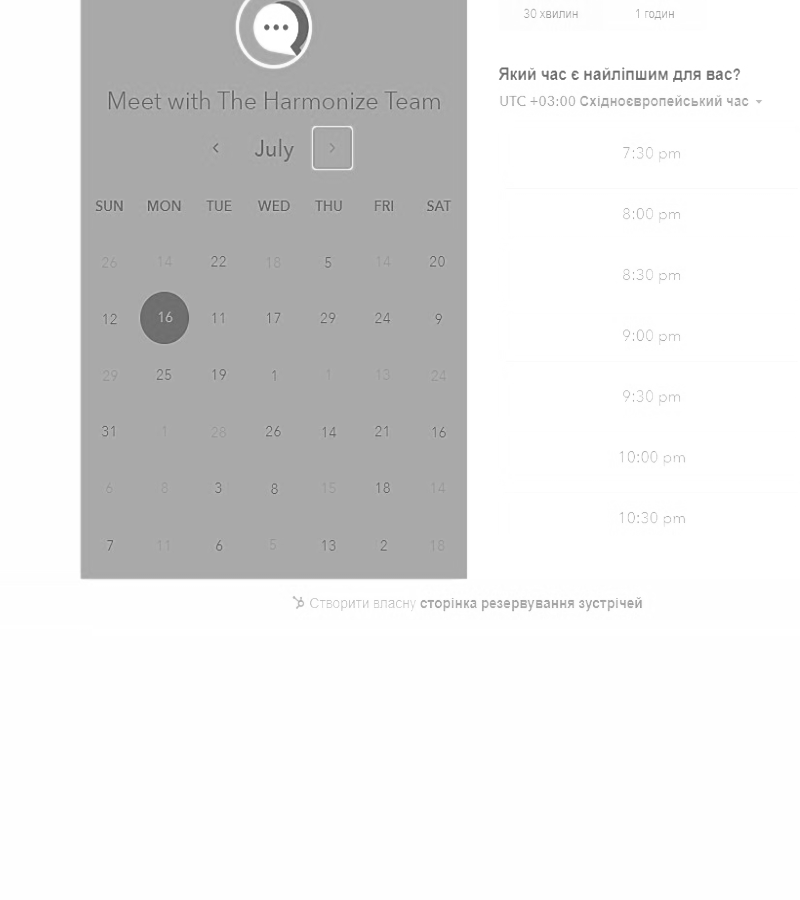 30 хвилин 1 годин
Meet with The Harmonize Team
July
SUN MON TUE WED THU FRI SAT
26 14 22 18 5 14 20
12 16 11 17 29 24 9
29 25 19 1 1 13 24
31 1 28 26 14 21 16
6 8 3 8 15 18 14
7 11 6 5 13 2 18
Який час є найліпшим для вас?
UTC +03:00 Східноєвропейський час
7:30 pm
8:00 pm
8:30 pm
9:00 pm
9:30 pm
10:00 pm
10:30 pm
Створити власну сторінка резервування зустрічей